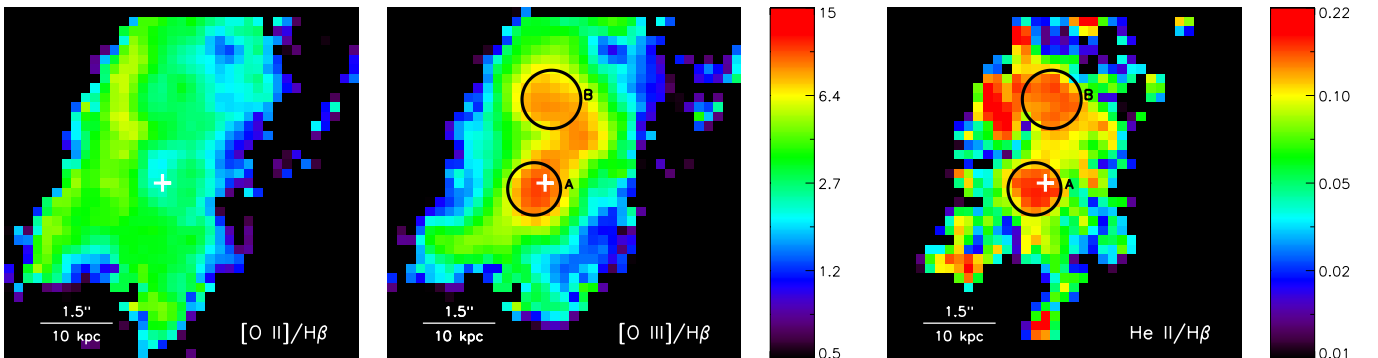 1.5"
10 kpc
[O II]/Hβ
B
A
1.5"
10 kpc
[O III]/Hβ
15
6.4
2.7
1.2
0.5
B
A
1.5"
10 kpc
He II/Hβ
0.22
0.10
0.05
0.02
0.01